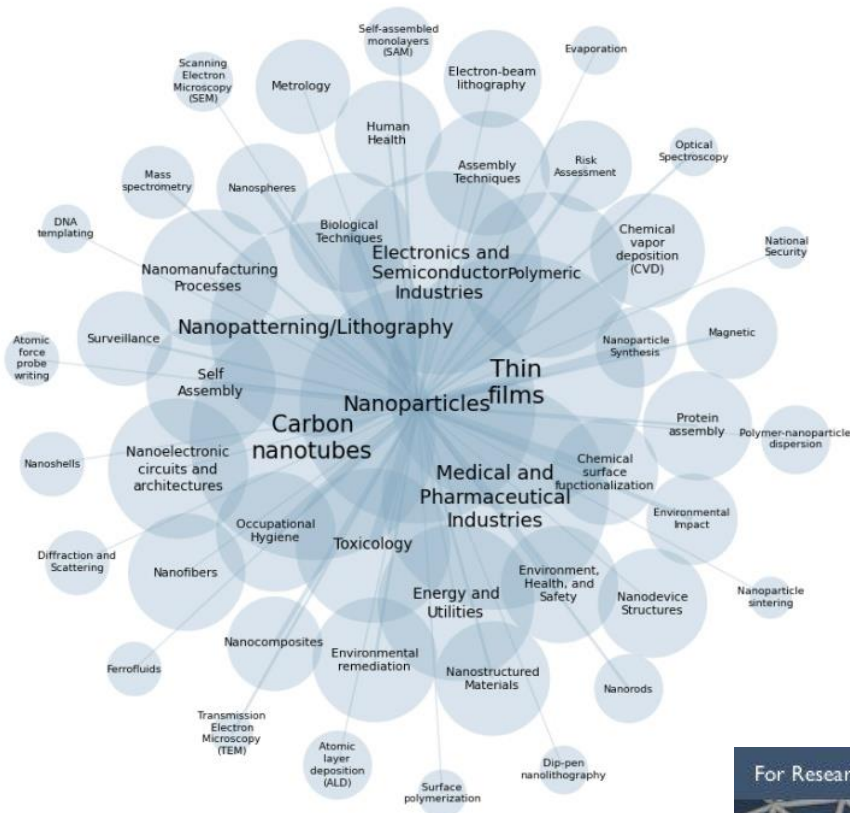 Self-assembled
monolayers
(SAM)
Evaporation
Scanning
Electron
Microscopy
(SEM)
Metrology
Electron-beam
lithography
Human
Health
Optical
Spectroscopy
Mass
spectrometry
Nanospheres
Assembly
Techniques
Risk
Assessment
DNA
templating
Biological
Techniques
Chemical
vapor
deposition
(CVD)
National
Security
Nanomanufacturing
Processes
Electronics and
Semiconductor
Industries
Polymeric
Surveillance
Nanopatterning/Lithography
Nanoparticle
Synthesis
Magnetic
Atomic
force
probe
writing
Self
Assembly
Thin
films
Nanoparticles
Carbon
nanotubes
Protein
assembly
Polymer-nanoparticle
dispersion
Nanoshells
Nanoelectronic
circuits and
architectures
Medical and
Pharmaceutical
Industries
Chemical
surface
functionalization
Environmental
Impact
Occupational
Hygiene
Toxicology
Diffraction and
Scattering
Nanofibers
Energy and
Utilities
Environment,
Health, and
Safety
Nanodevice
Structures
Nanoparticle
sintering
Nanocomposites
Environmental
remediation
Nanostructured
Materials
Ferrofluids
Nanorods
Transmission
Electron
Microscopy
(TEM)
Atomic
layer
deposition
(ALD)
Surface
polymerization
Dip-pen
nanolithography
For Resear